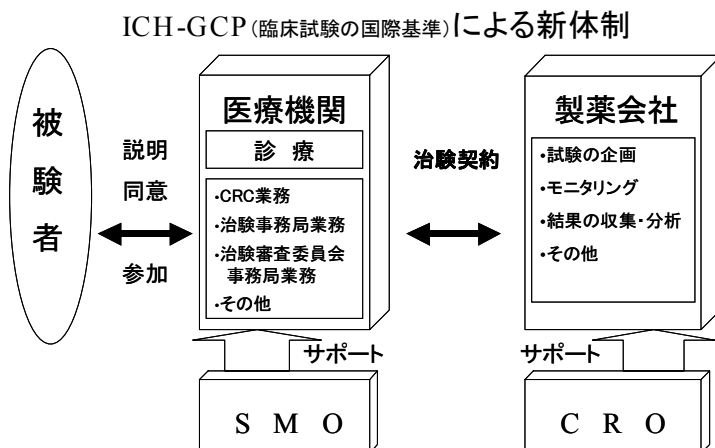 ICH-GCP(臨床試験の国際基準)による新体制
被験者
説明
同意
参加
医療機関
診 療
・CRC業務
・治験事務局業務
・治験審査委員会
事務局業務
・その他
治験契約
製薬会社
・試験の企画
・モニタリング
・結果の収集・分析
・その他
サポート
サポート
S M O
C R O